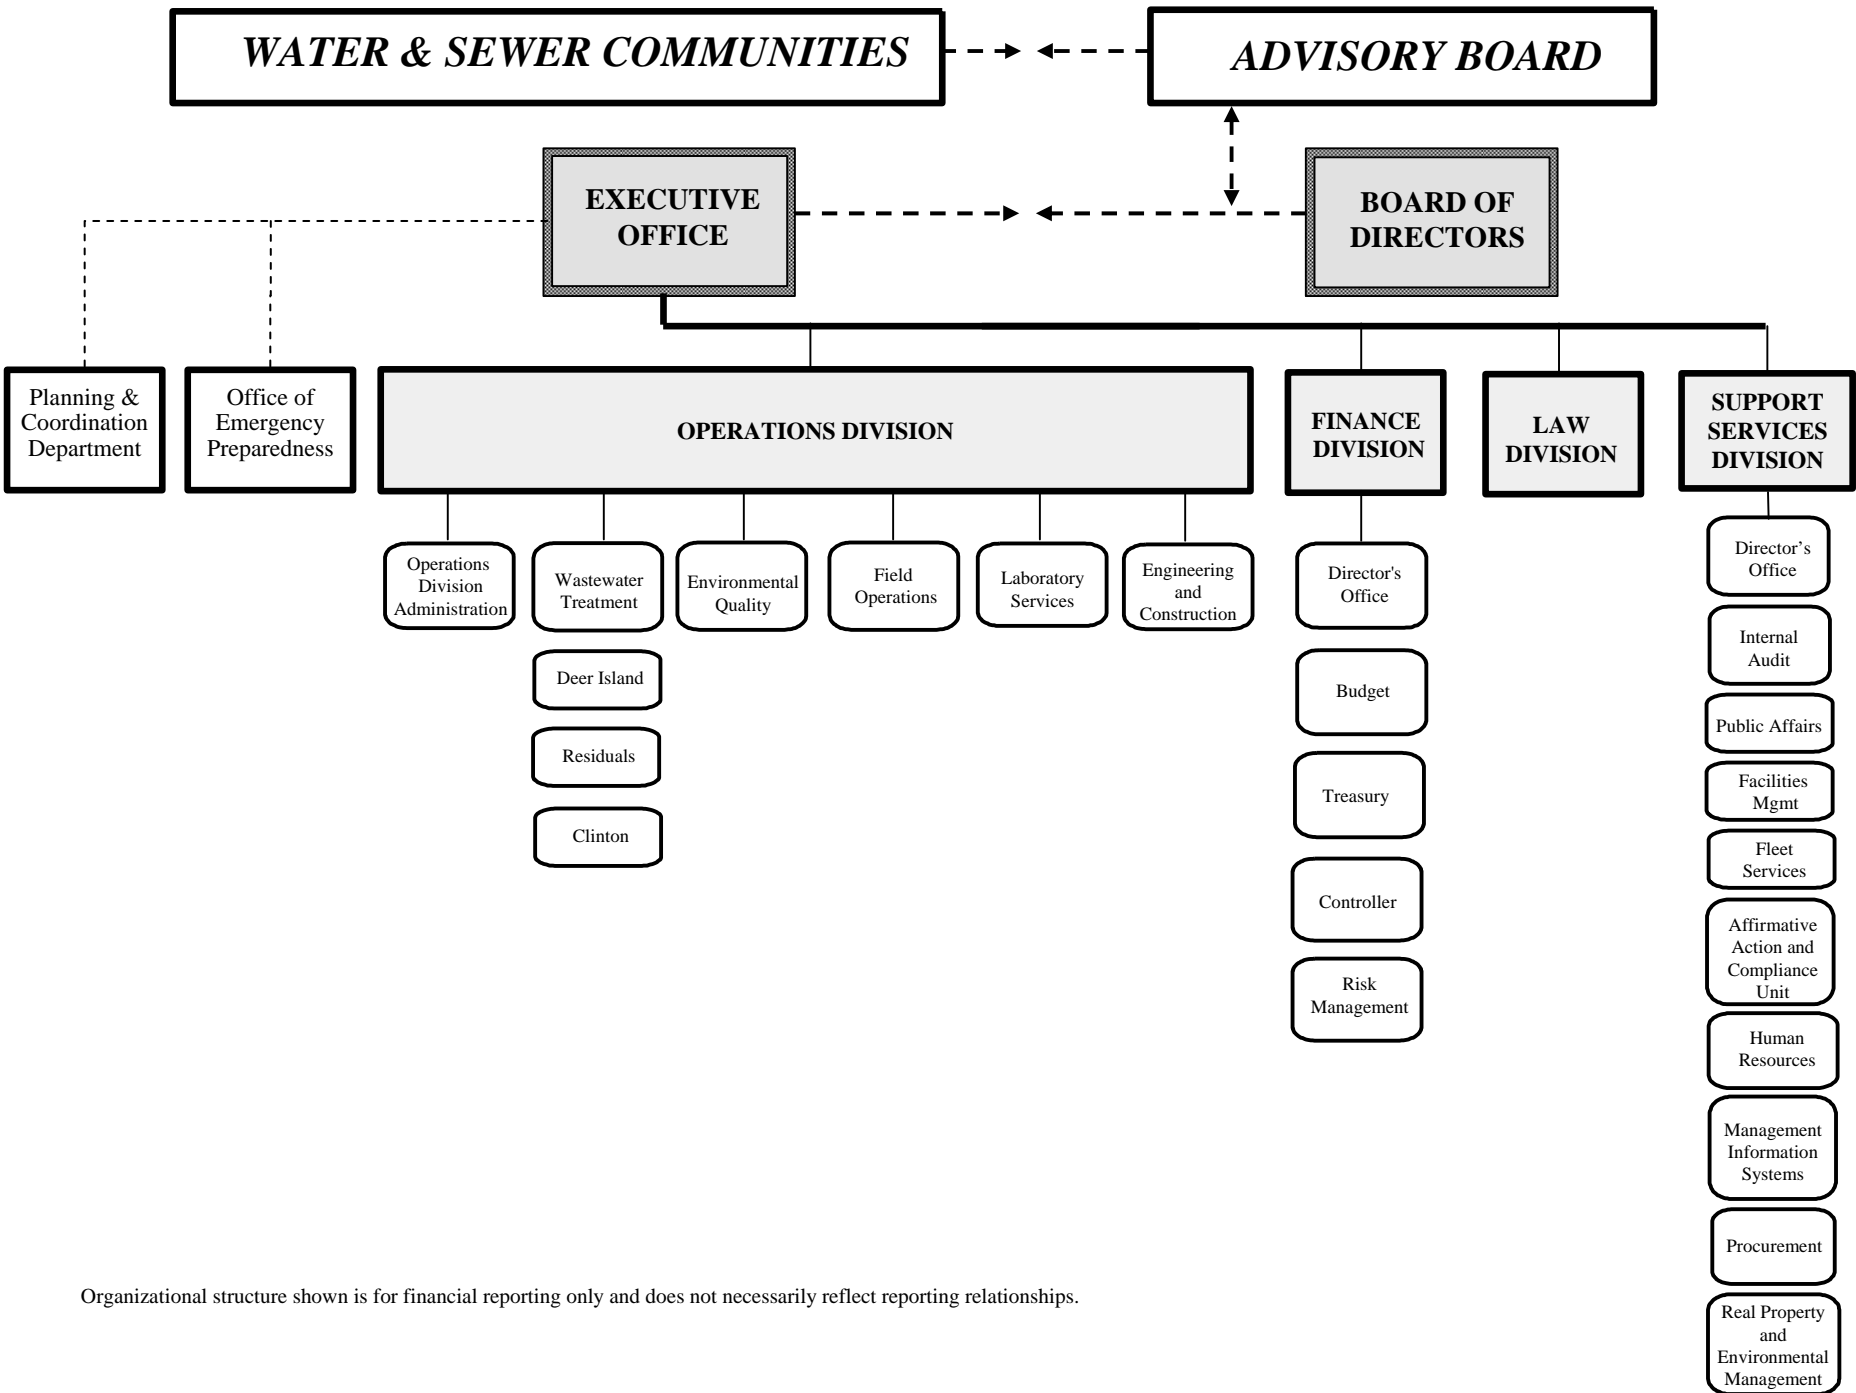 WATER & SEWER COMMUNITIES
ADVISORY BOARD
EXECUTIVE
OFFICE
BOARD OF
DIRECTORS
Planning &
Coordination
Department
Office of
Emergency
Preparedness
OPERATIONS DIVISION
FINANCE
DIVISION
LAW
DIVISION
SUPPORT
SERVICES
DIVISION
Operations
Division
Administration
Wastewater
Treatment
Environmental
Quality
Field
Operations
Laboratory
Services
Engineering
and
Construction
Deer Island
Residuals
Clinton
Director's
Office
Budget
Treasury
Controller
Risk
Management
Director’s
Office
Internal
Audit
Public Affairs
Facilities
Mgmt
Fleet
Services
Affirmative
Action and
Compliance
Unit
Human
Resources
Management
Information
Systems
Procurement
Real Property
and
Environmental
Management
Organizational structure shown is for financial reporting only and does not necessarily reflect reporting relationships.